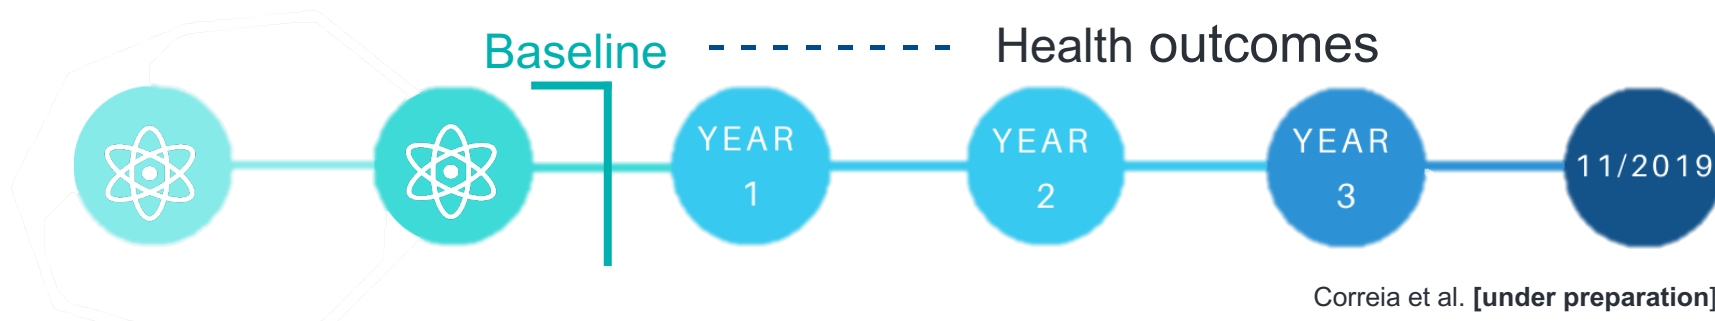 Baseline
Health outcomes
YEAR
1
YEAR
2
YEAR
3
11/2019
Correia et al. [under preparation]